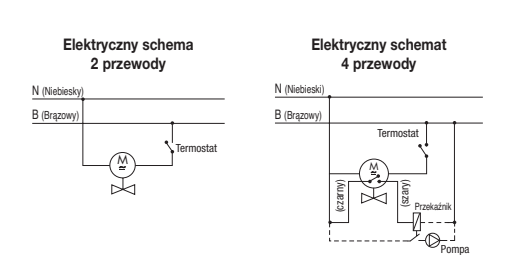 Elektryczny schema
2 przewody
N (Niebiesky)
B (Brązowy)
Termostat
M
Elektryczny schemat
4 przewody
N (Niebieski)
B (Brązowy)
Termostat
M
(czarny)
(szary)
Przekaźnik
Pompa